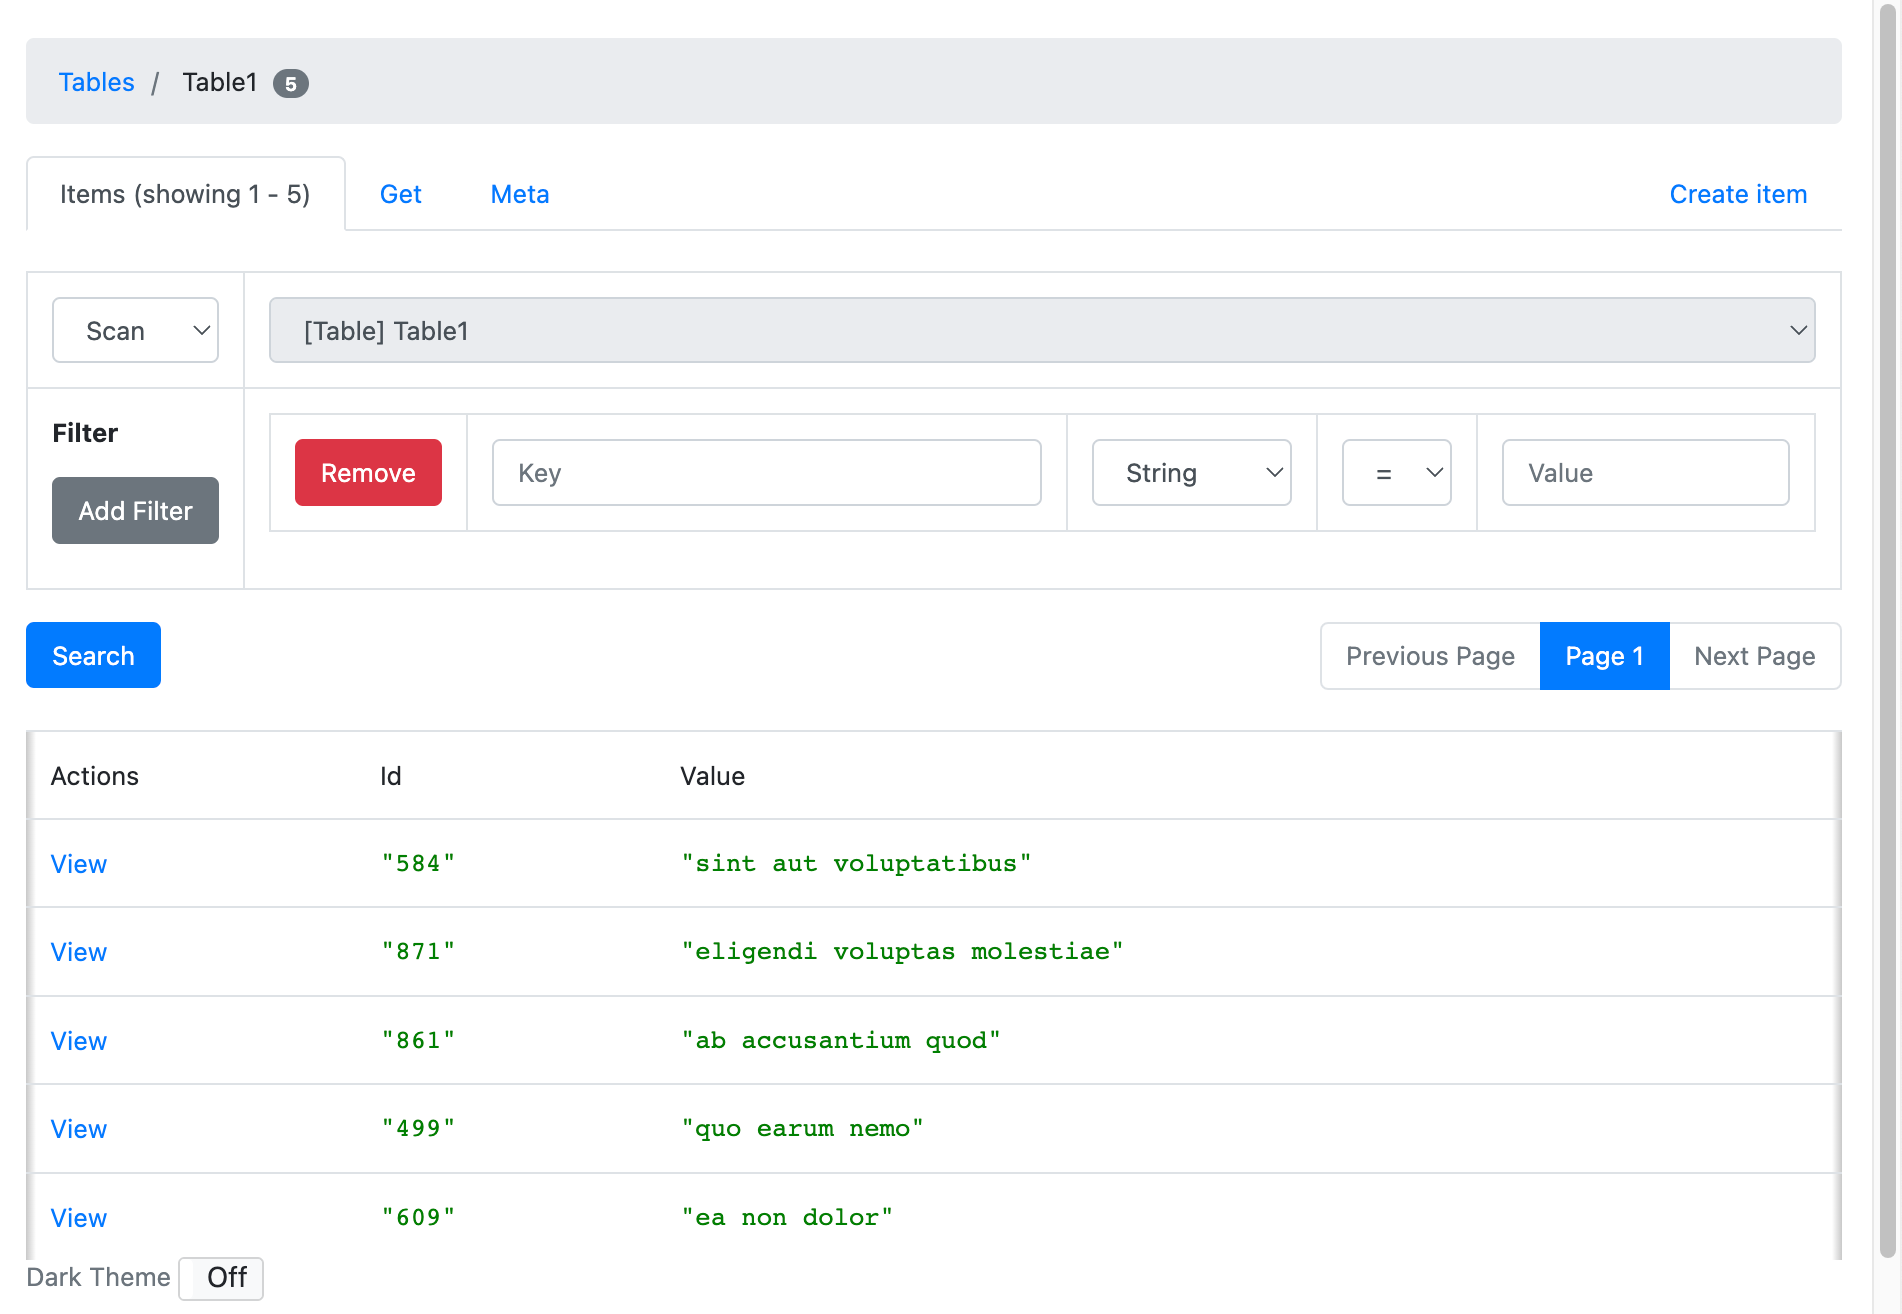 Tables / Table1 5
Items (showing 1 - 5) Get Meta Create item
Scan [Table] Table1
Filter
Remove Key String = Value
Add Filter
Search Previous Page Page 1 Next Page
Actions Id Value
View "584" "sint aut voluptatibus"
View "871" "eligendi voluptas molestiae"
View "861" "ab accusantium quod"
View "499" "quo earum nemo"
View "609" "ea non dolor"
Dark Theme Off